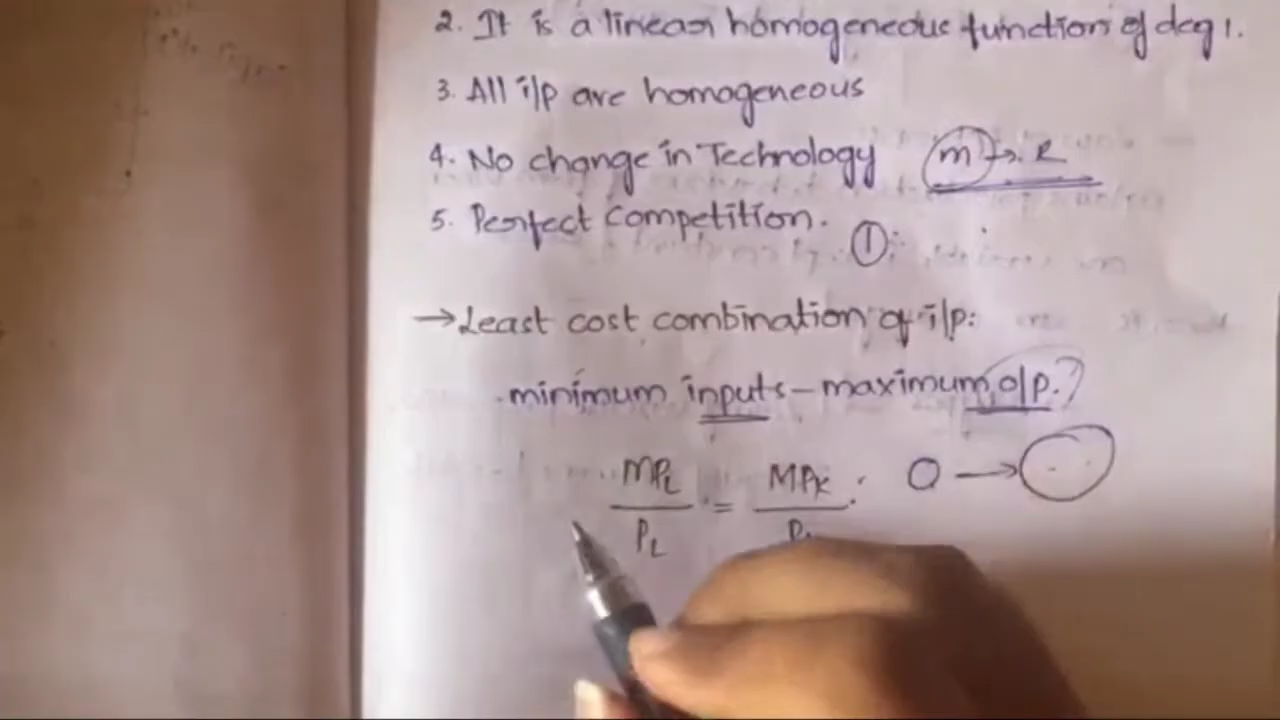 2. It is a linear homogeneous function of deg 1.
3. All i/p are homogeneous
4. No change in Technology m → R
5. Perfect Competition.
①:
→ Least cost combination of i/p:
minimum inputs - maximum o/p.?
MPL = MPK
PL